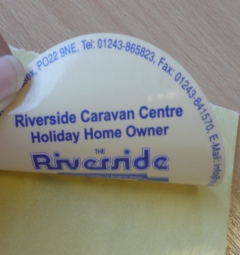 PO22 9NE, Tel: 01243-865823, Fax: 01243-841570, E-Mail:
Riverside Caravan Centre
Holiday Home Owner
THE
Riverside